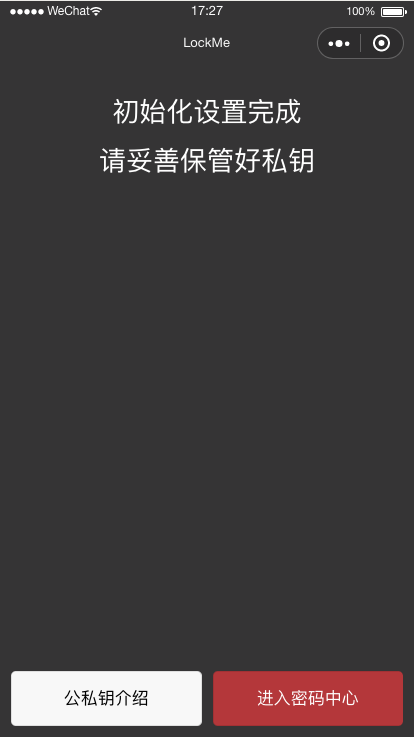 WeChat
17:27
100%
LockMe
初始化设置完成
请妥善保管好私钥
公私钥介绍
进入密码中心